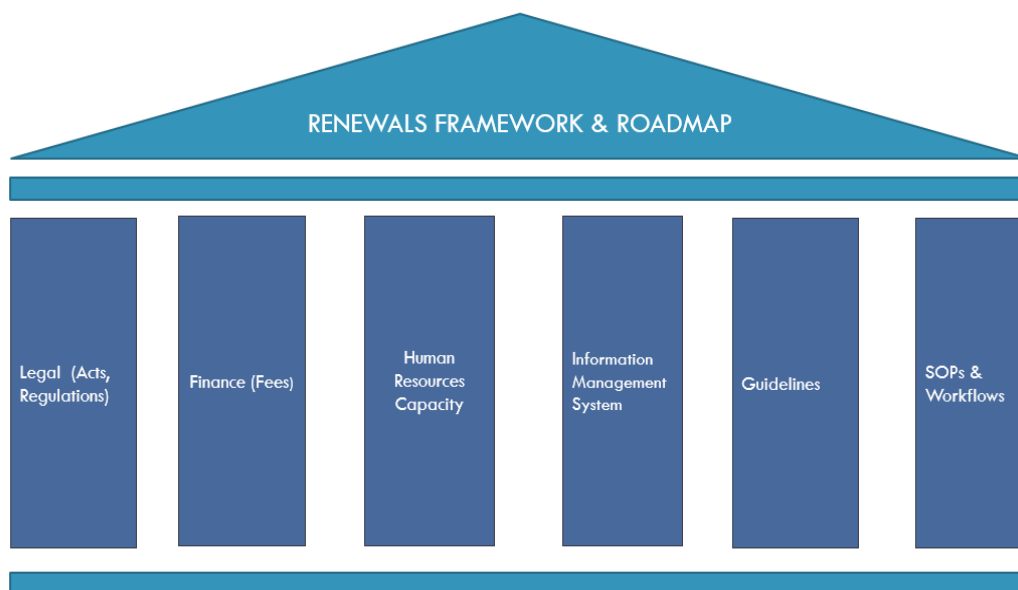 RENEWALS FRAMEWORK & ROADMAP
Legal (Acts,
Regulations)
Finance (Fees)
Human
Resources
Capacity
Information
Management
System
Guidelines
SOPs &
Workflows